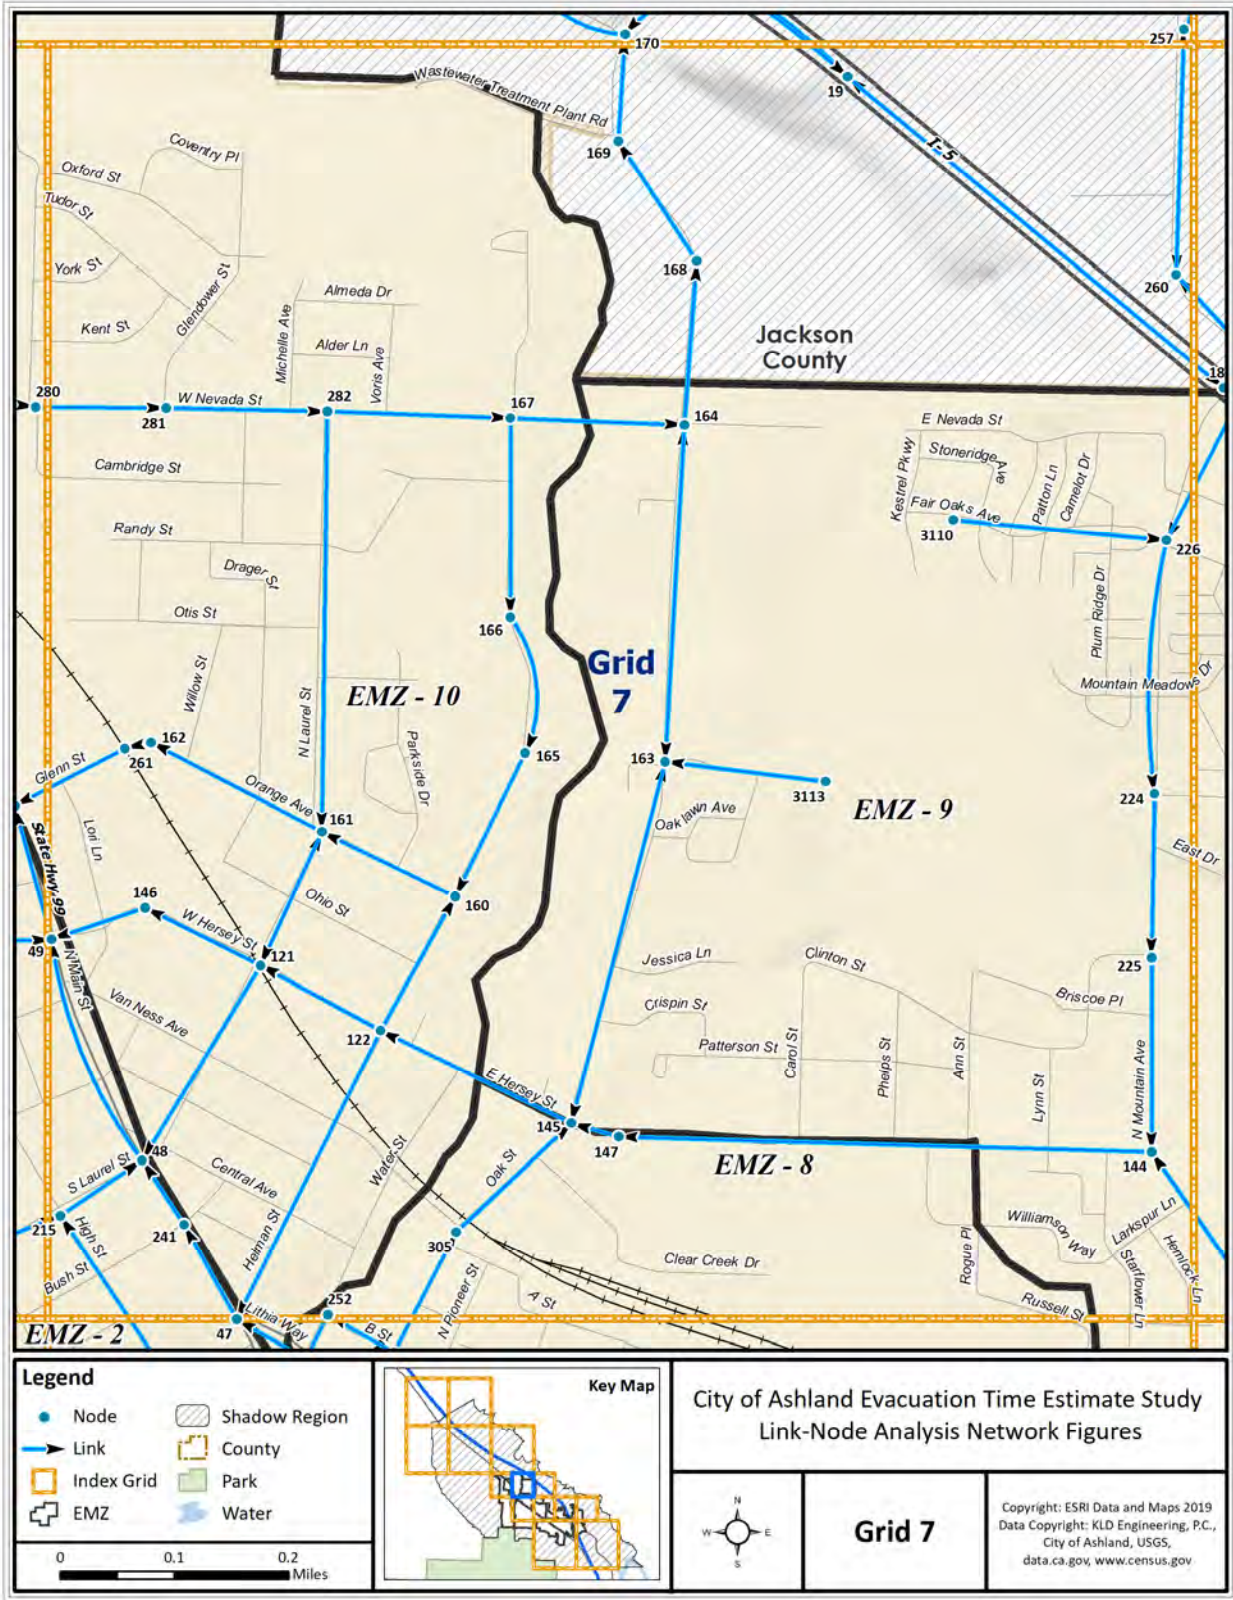 170
257
Wastewater Treatment Plant Rd
19
169
I-5
Coventry Pl
Oxford St
Tudor St
York St
Kent St
Glendower St
168
260
Almeda Dr
Michelle Ave
Alder Ln
Voris Ave
Jackson
County
18
280
W Nevada St
281
282
167
164
E Nevada St
Stoneridge Ave
Kestrel Pkwy
Patton Ln
Camelot Dr
Fair Oaks Ave
3110
226
Cambridge St
Randy St
Drager St
Otis St
166
Plum Ridge Dr
Mountain Meadows Dr
Grid
7
Willow St
N Laurel St
EMZ - 10
Parkside Dr
162
261
Glenn St
165
163
3113
EMZ - 9
224
Orange Ave
161
Oaklawn Ave
East Dr
State Hwy 99
Lori Ln
146
Ohio St
160
W Hersey St
121
49
N Main St
Jessica Ln
Clinton St
225
Van Ness Ave
Crispin St
Briscoe Pl
122
Patterson St
Carol St
Phelps St
Ann St
Lynn St
N Mountain Ave
E Hersey St
145
147
EMZ - 8
144
48
Water St
Oak St
S Laurel St
Central Ave
215
High St
241
Helman St
305
Williamson Way
Larkspur Ln
Hemlock Ln
Starflower Ln
Rogue Pl
Clear Creek Dr
Bush St
252
N Pioneer St
A St
Russell St
EMZ - 2
47
Lithia Way
B St
Legend
Node
Shadow Region
Link
County
Index Grid
Park
EMZ
Water
0 0.1 0.2
Miles
Key Map
City of Ashland Evacuation Time Estimate Study
Link-Node Analysis Network Figures
N
W E
S
Grid 7
Copyright: ESRI Data and Maps 2019
Data Copyright: KLD Engineering, P.C.,
City of Ashland, USGS,
data.ca.gov, www.census.gov